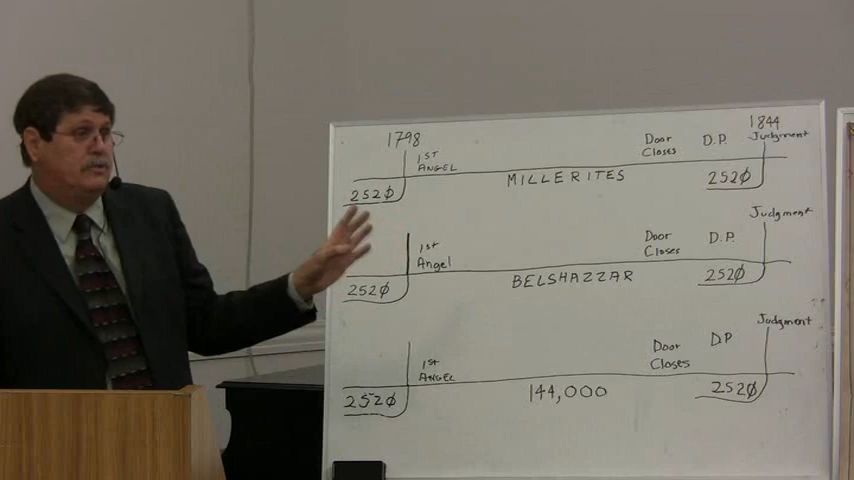 1798
1844
1ST
ANGEL
Door
Closes
D.P.
Judgment
2520
MILLERITES
2520
Judgment
1st
Angel
Door
Closes
D.P.
2520
BELSHAZZAR
2520
Judgment
1st
ANGEL
Door
Closes
DP
2520
144,000
2520